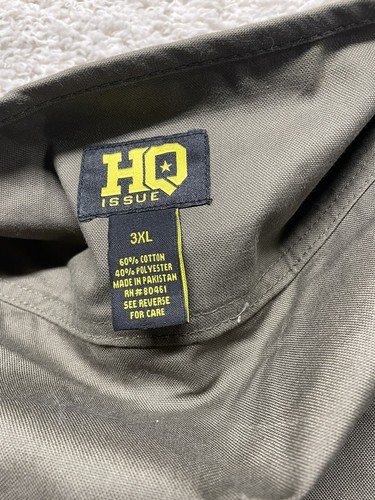 HQ
ISSUE
3XL
60% COTTON
40% POLYESTER
MADE IN PAKISTAN
RN#80461
SEE REVERSE
FOR CARE